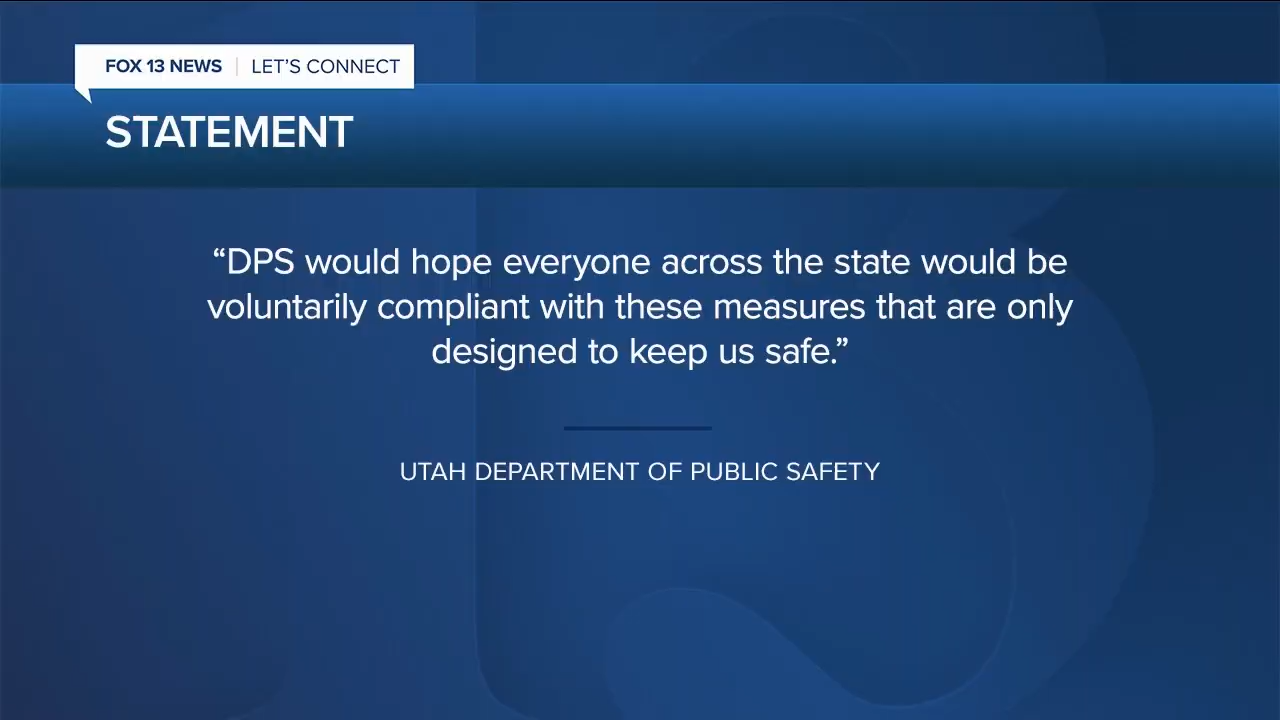 FOX 13 NEWS | LET'S CONNECT
STATEMENT
“DPS would hope everyone across the state would be
voluntarily compliant with these measures that are only
designed to keep us safe.”
UTAH DEPARTMENT OF PUBLIC SAFETY